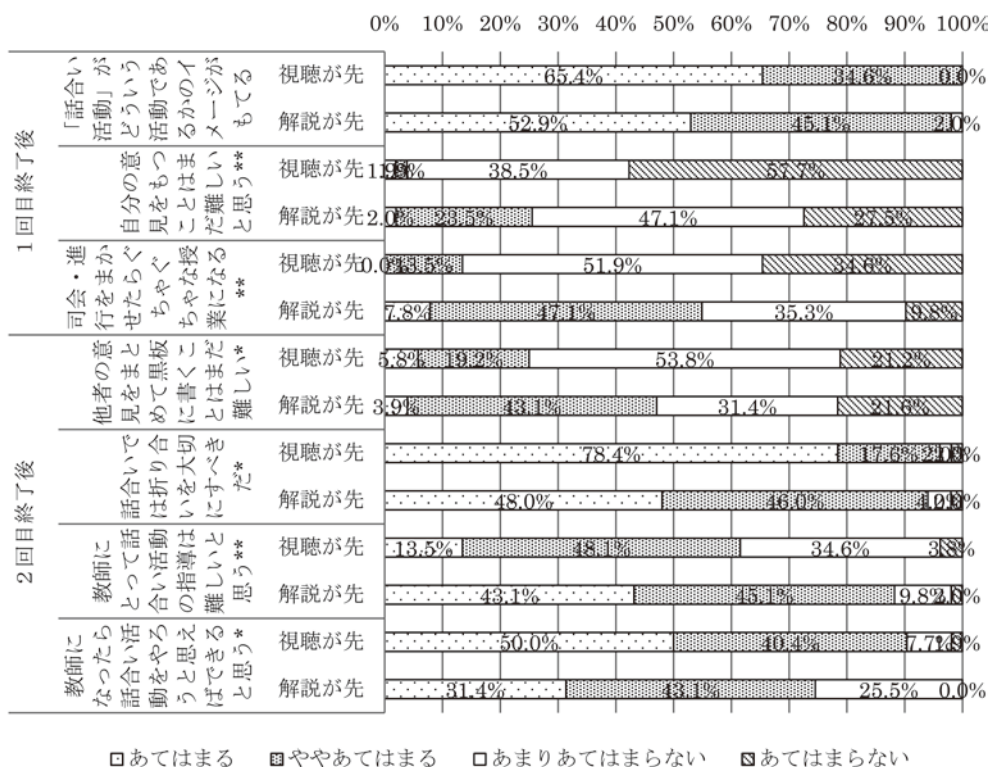 0% 10% 20% 30% 40% 50% 60% 70% 80% 90% 100%
1回目終了後
「話合い
活動」が
どういう
活動であ
るかのイ
メージが
もてる
視聴が先
65.4% 34.6% 0.0%
解説が先
52.9% 45.1% 2.0%
自分の意
見をもつ
ことはま
だ難しい
と思う**
視聴が先
38.5% 57.7%
解説が先
2.0% 23.5% 47.1% 27.5%
司会・進
行をまか
せたらぐ
ちゃぐ
ちゃな授
業になる
**
視聴が先
0.0% 13.5% 51.9% 34.6%
解説が先
7.8% 47.1% 35.3% 9.8%
2回目終了後
他者の意
見をまと
めて黒板
に書くこ
とはまだ
難しい*
視聴が先
5.8% 19.2% 53.8% 21.2%
解説が先
3.9% 43.1% 31.4% 21.6%
話合いで
は折り合
いを大切
にすべき
だ*
視聴が先
78.4% 17.6%
解説が先
48.0% 46.0%
教師に
とって話
合い活動
の指導は
難しいと
思う**
視聴が先
13.5% 48.1% 34.6% 3.8%
解説が先
43.1% 45.1% 9.8% 2.0%
教師に
なったら
話合い活
動をやろ
うと思え
ばできる
と思う*
視聴が先
50.0% 40.4% 7.7% 1.9%
解説が先
31.4% 43.1% 25.5% 0.0%
あてはまる ややあてはまる あまりあてはまらない あてはまらない